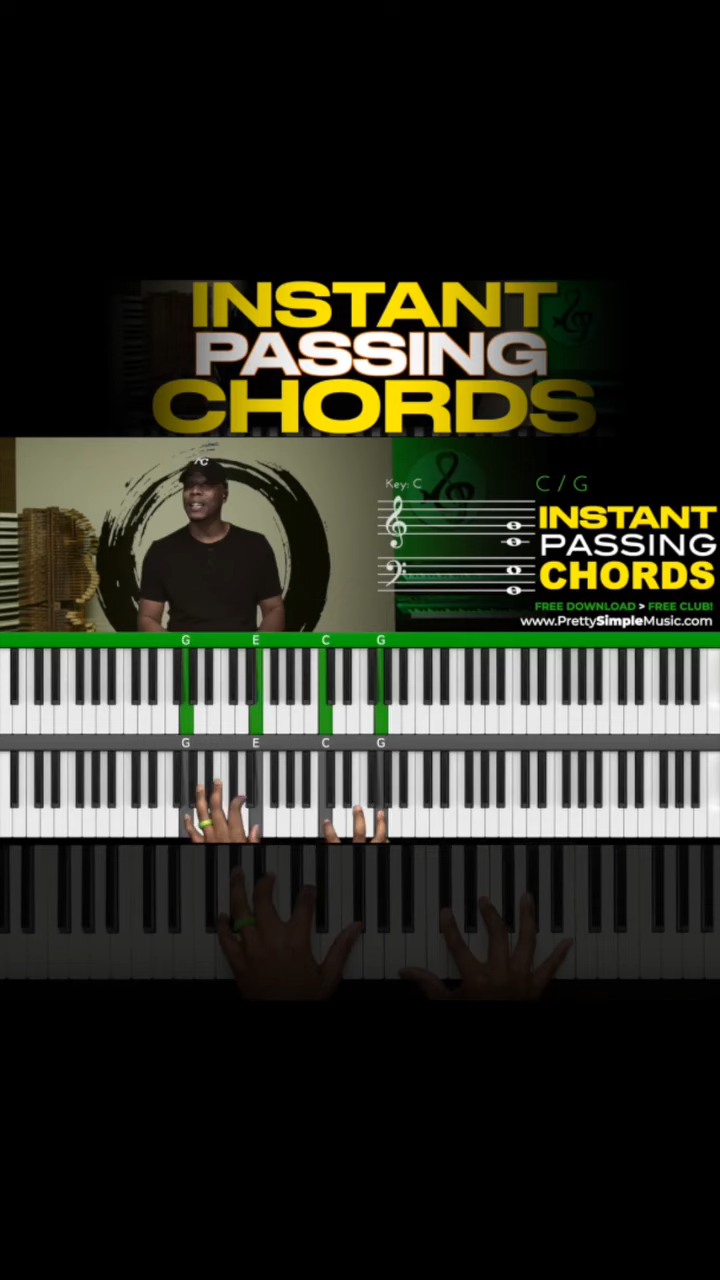 INSTANT
PASSING
CHORDS
Key: C
C / G
INSTANT
PASSING
CHORDS
FREE DOWNLOAD > FREE CLUB!
www.PrettySimpleMusic.com
G E C G
G E C G